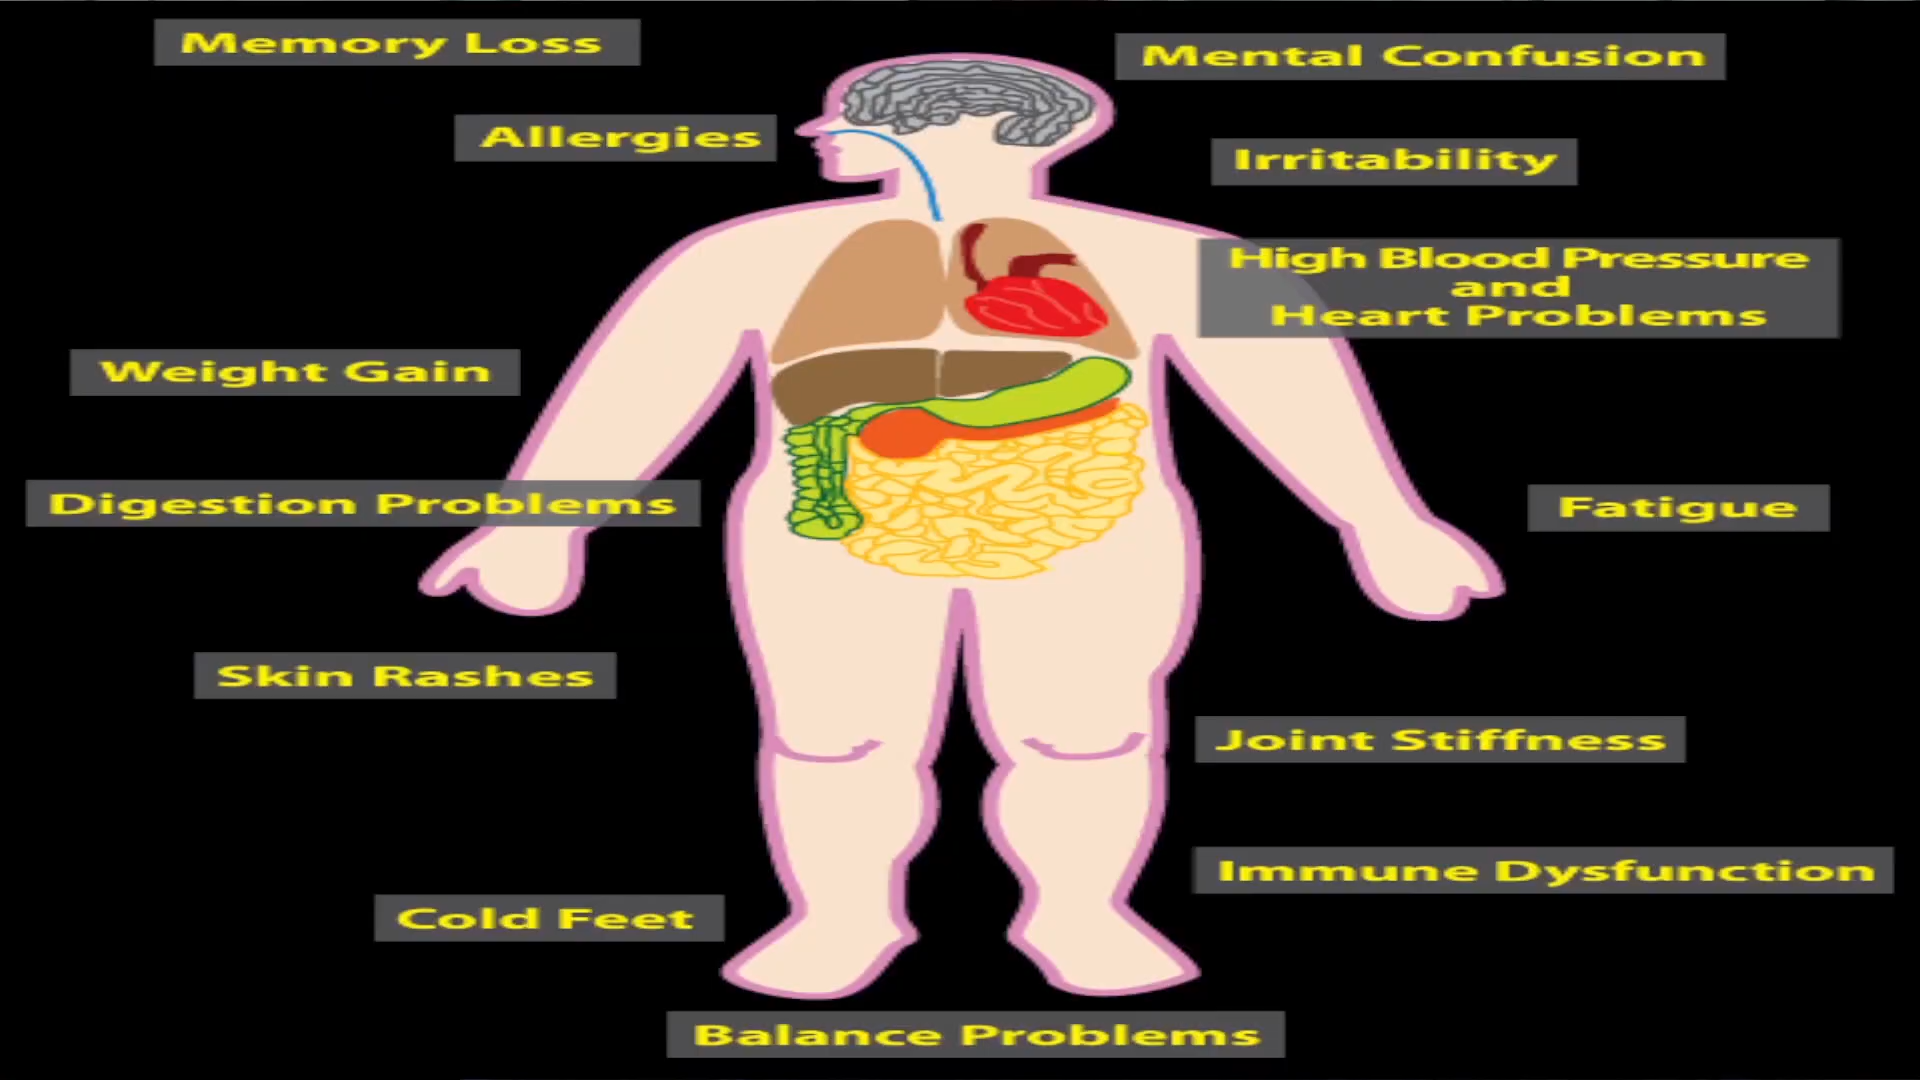 Memory Loss
Mental Confusion
Allergies
Irritability
High Blood Pressure
and
Heart Problems
Weight Gain
Digestion Problems
Fatigue
Skin Rashes
Joint Stiffness
Immune Dysfunction
Cold Feet
Balance Problems